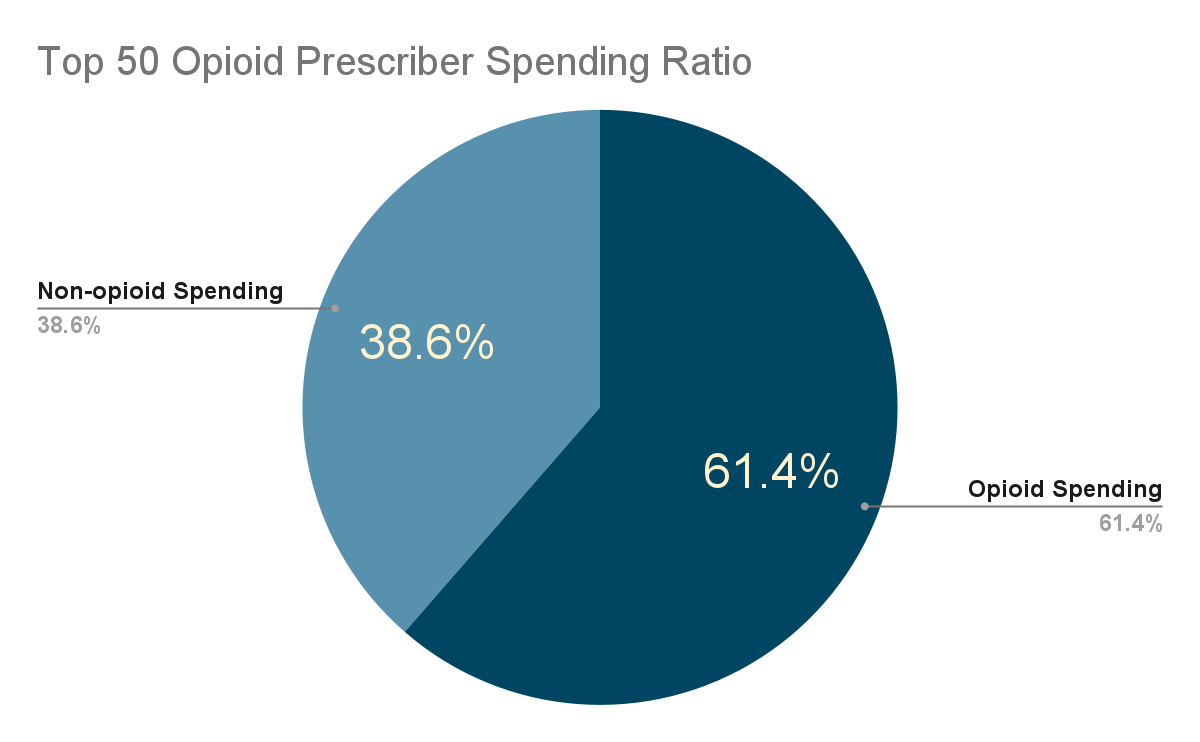 Top 50 Opioid Prescriber Spending Ratio
Non-opioid Spending
38.6%
38.6%
61.4%
Opioid Spending
61.4%